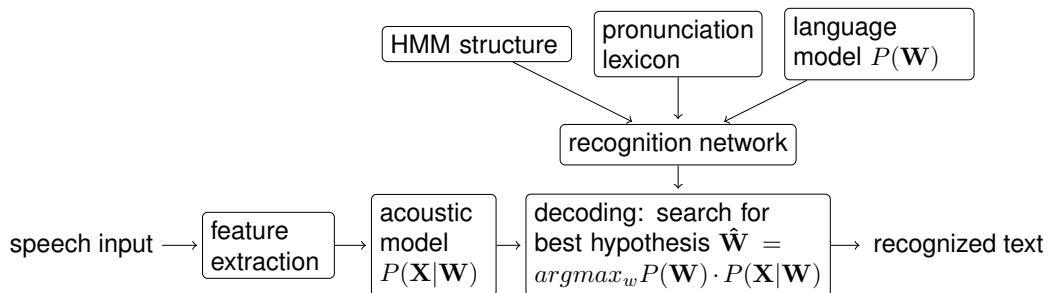 HMM structure
pronunciation
lexicon
language
model P(W)
recognition network
speech input
feature
extraction
acoustic
model
P(X|W)
decoding: search for
best hypothesis Ŵ =
argmax_w P(W) · P(X|W)
recognized text